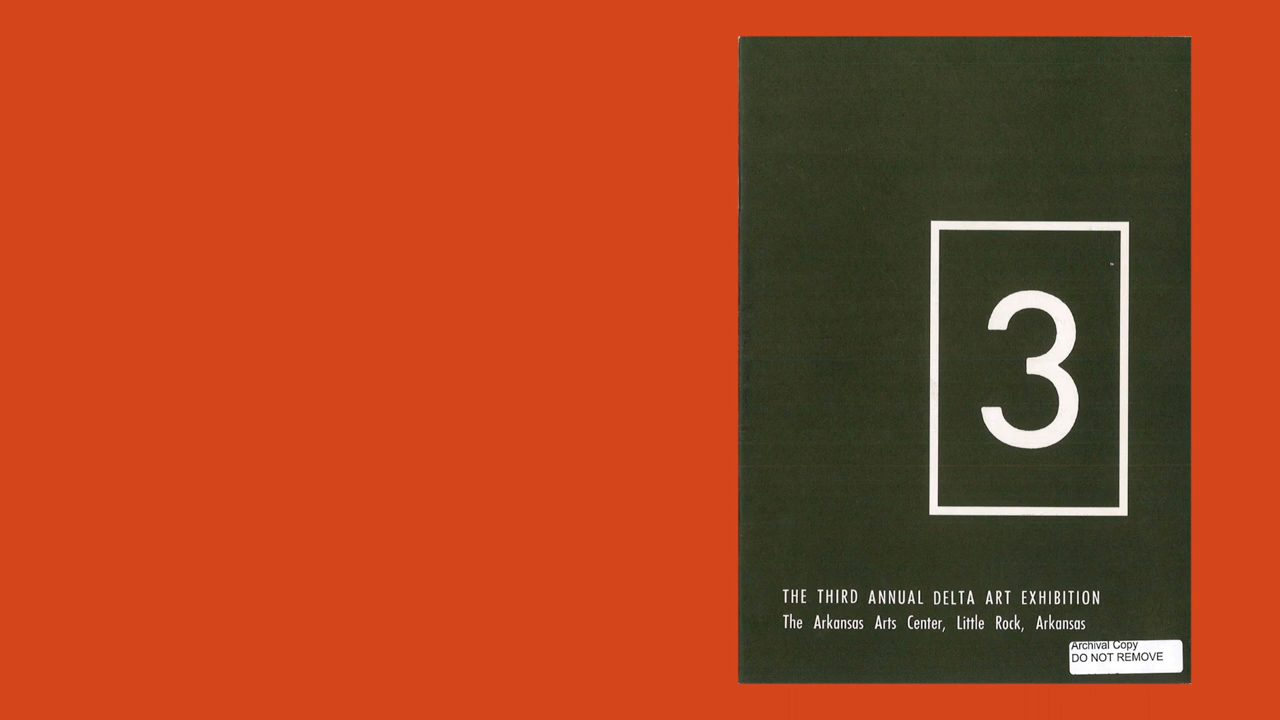 3
THE THIRD ANNUAL DELTA ART EXHIBITION
The Arkansas Arts Center, Little Rock, Arkansas
Archival Copy
DO NOT REMOVE